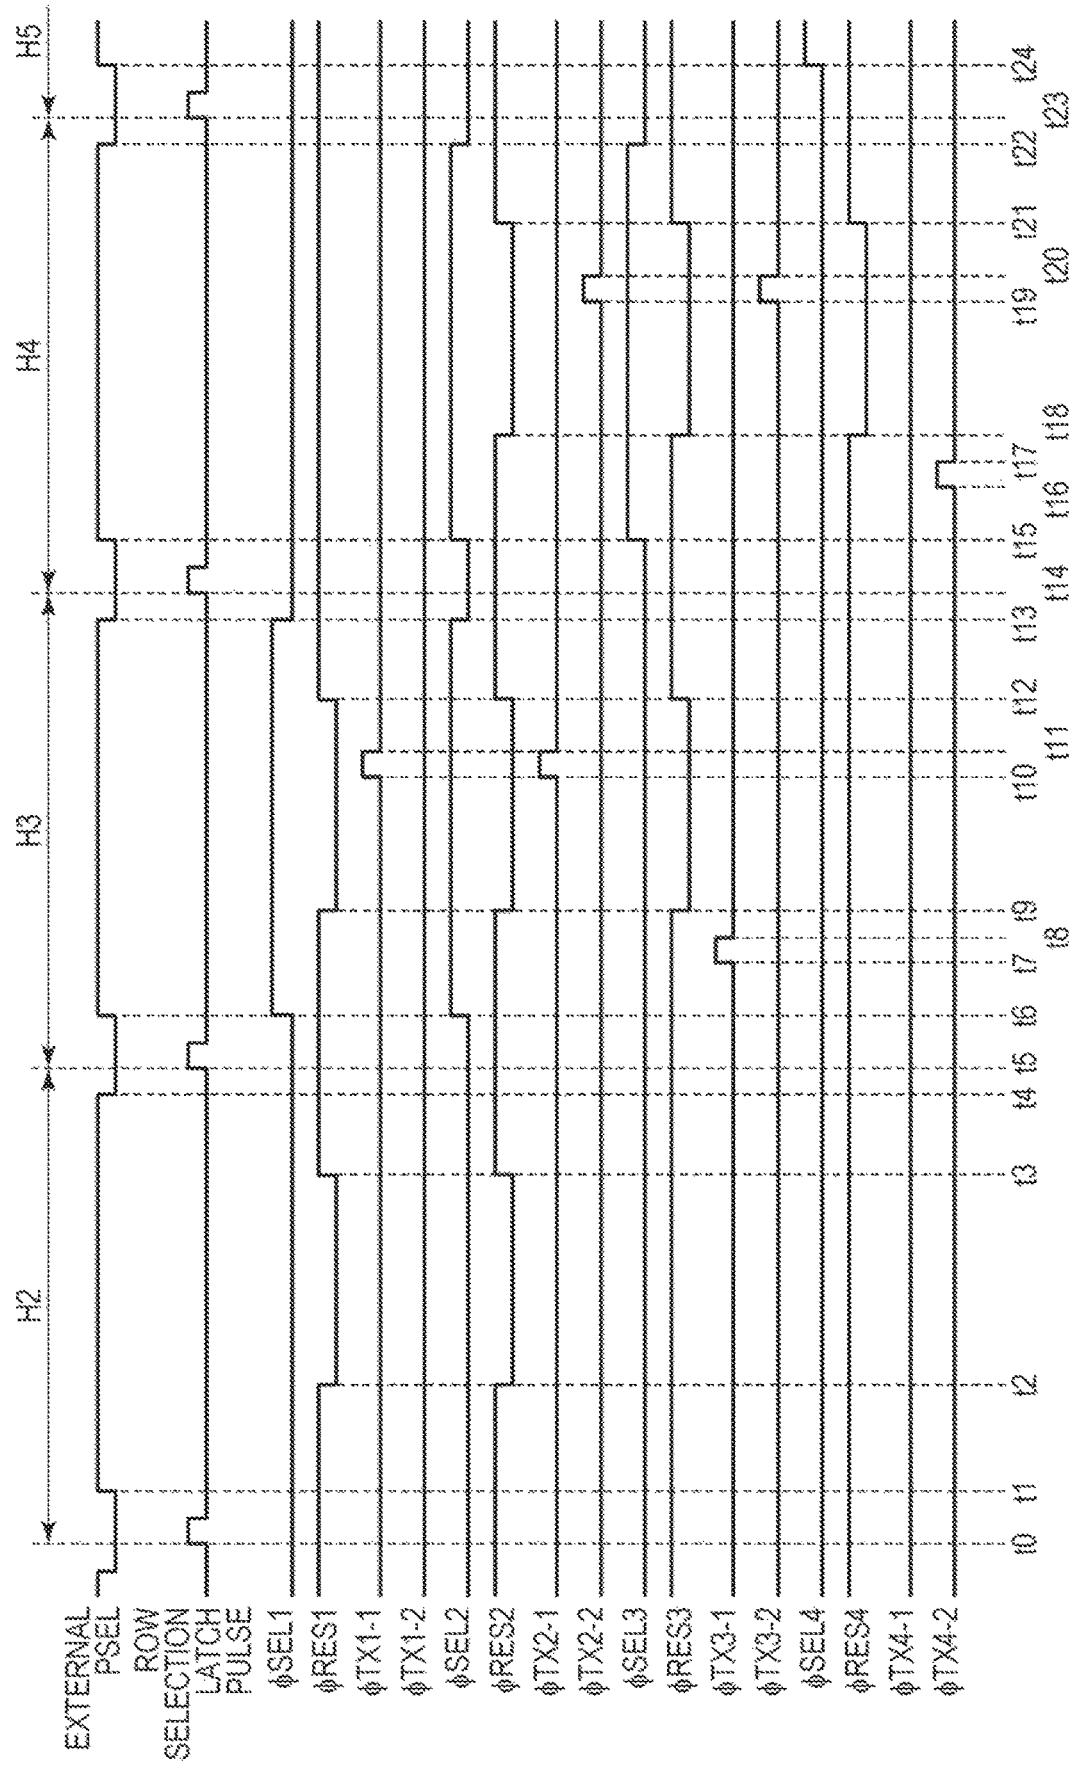 H2
H3
H4
H5
EXTERNAL
PSEL
ROW
SELECTION
LATCH
PULSE
ϕSEL1
ϕRES1
ϕTX1-1
ϕTX1-2
ϕSEL2
ϕRES2
ϕTX2-1
ϕTX2-2
ϕSEL3
ϕRES3
ϕTX3-1
ϕTX3-2
ϕSEL4
ϕRES4
ϕTX4-1
ϕTX4-2
t0
t1
t2
t3
t4
t5
t6
t7
t8
t9
t10
t11
t12
t13
t14
t15
t16
t17
t18
t19
t20
t21
t22
t23
t24